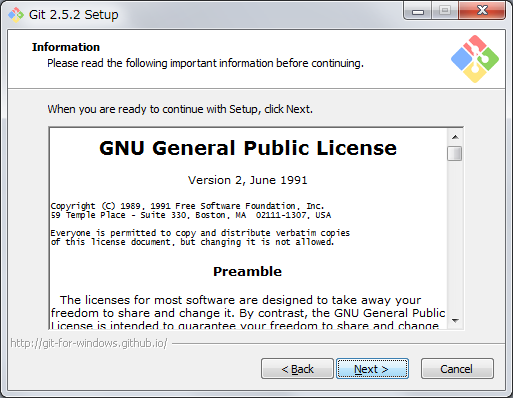 Git 2.5.2 Setup
Information
Please read the following important information before continuing.
When you are ready to continue with Setup, click Next.
GNU General Public License
Version 2, June 1991
Copyright (C) 1989, 1991 Free Software Foundation, Inc.
59 Temple Place - Suite 330, Boston, MA  02111-1307, USA
Everyone is permitted to copy and distribute verbatim copies
of this license document, but changing it is not allowed.
Preamble
The licenses for most software are designed to take away your
freedom to share and change it. By contrast, the GNU General Public
License is intended to guarantee your freedom to share and change
http://git-for-windows.github.io/
< Back
Next >
Cancel